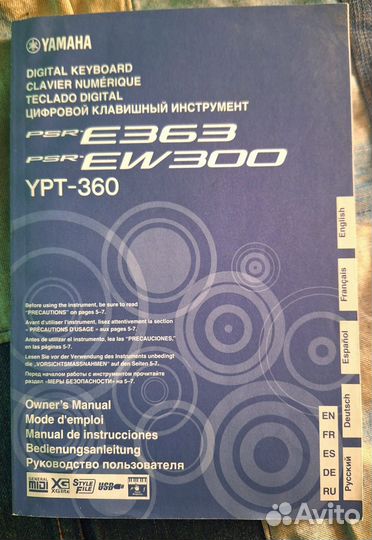 YAMAHA
DIGITAL KEYBOARD
CLAVIER NUMÉRIQUE
TECLADO DIGITAL
ЦИФРОВОЙ КЛАВИШНЫЙ ИНСТРУМЕНТ
PSR-E363
PSR-EW300
YPT-360
Before using the instrument, be sure to read
"PRECAUTIONS" on pages 5-7.
Avant d'utiliser l'instrument, lisez attentivement la section
« PRÉCAUTIONS D'USAGE » aux pages 5-7.
Antes de utilizar el instrumento, lea las "PRECAUCIONES,"
en las páginas 5-7.
Lesen Sie vor der Verwendung des Instruments unbedingt
die „VORSICHTSMASSNAHMEN" auf den Seiten 5-7.
Перед началом работы с инструментом прочитайте
раздел «МЕРЫ БЕЗОПАСНОСТИ» на 5–7.
Owner's Manual
Mode d'emploi
Manual de instrucciones
Bedienungsanleitung
Руководство пользователя
GENERAL
MIDI
XG
XGlite
STYLE
FILE
USB
English
Français
Español
Deutsch
Русский
EN
FR
ES
DE
RU
Avito